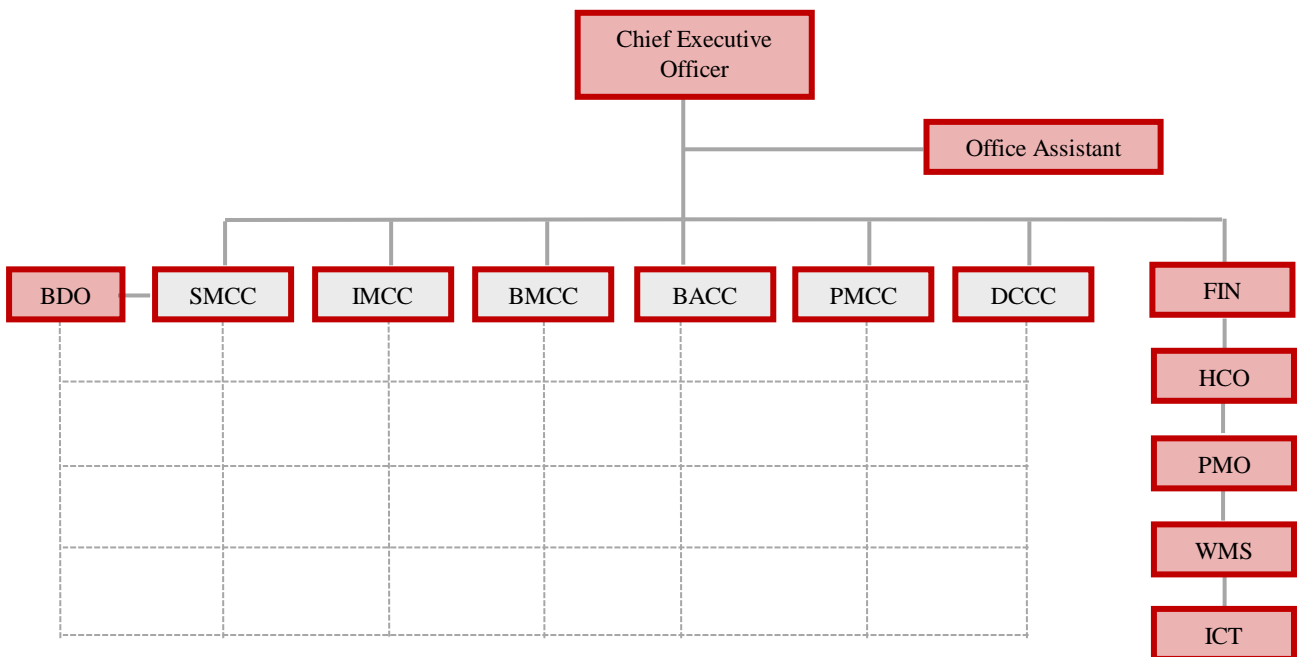 Chief Executive
Officer
Office Assistant
BDO
SMCC
IMCC
BMCC
BACC
PMCC
DCCC
FIN
HCO
PMO
WMS
ICT